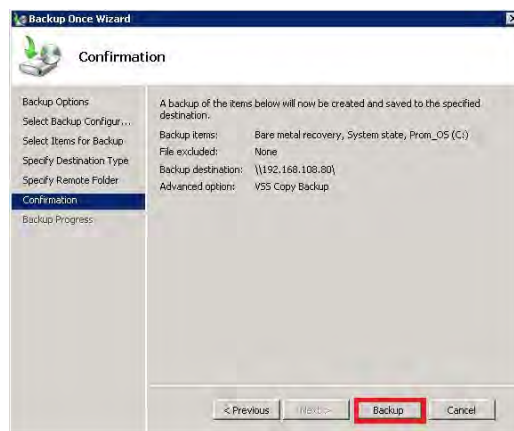 Backup Once Wizard
Confirmation
Backup Options
Select Backup Configur...
Select Items for Backup
Specify Destination Type
Specify Remote Folder
Confirmation
Backup Progress
A backup of the items below will now be created and saved to the specified
destination.
Backup items: Bare metal recovery, System state, Prom_OS (C:)
File excluded: None
Backup destination: \\192.168.108.80\
Advanced option: VSS Copy Backup
< Previous Next > Backup Cancel